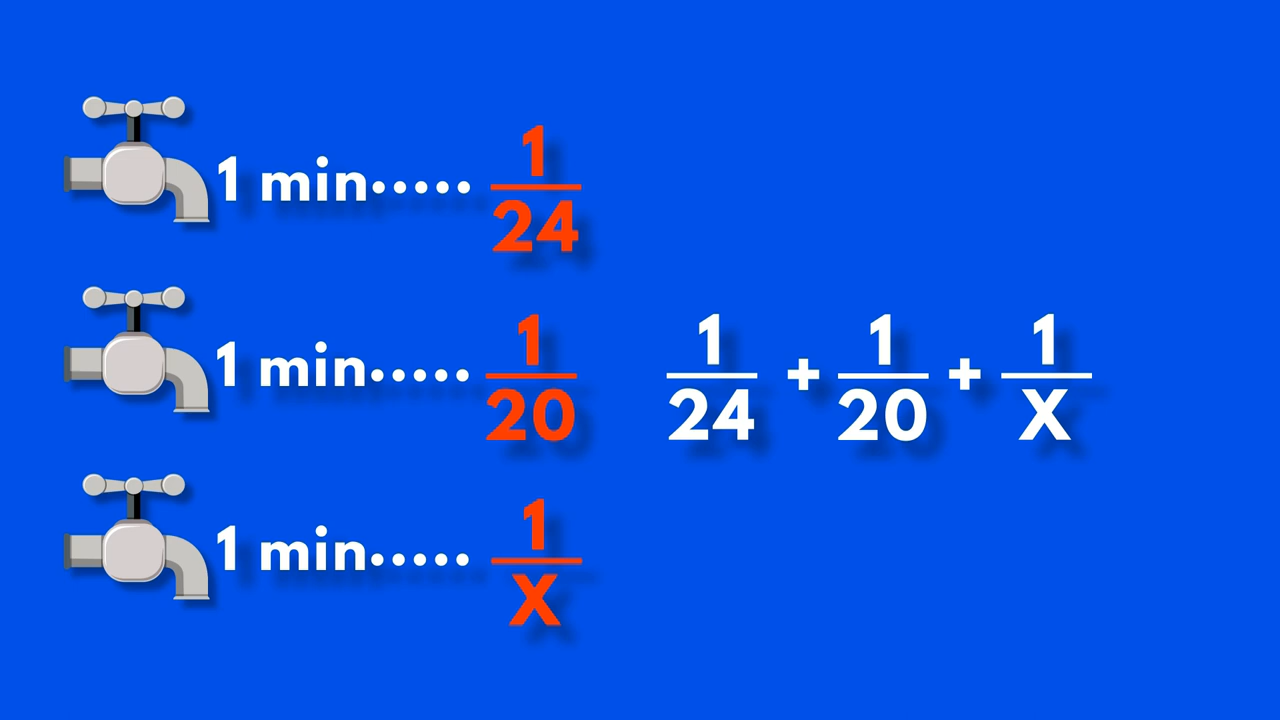 1 min..... 1/24
1 min..... 1/20
1 min..... 1/X
1/24 + 1/20 + 1/X